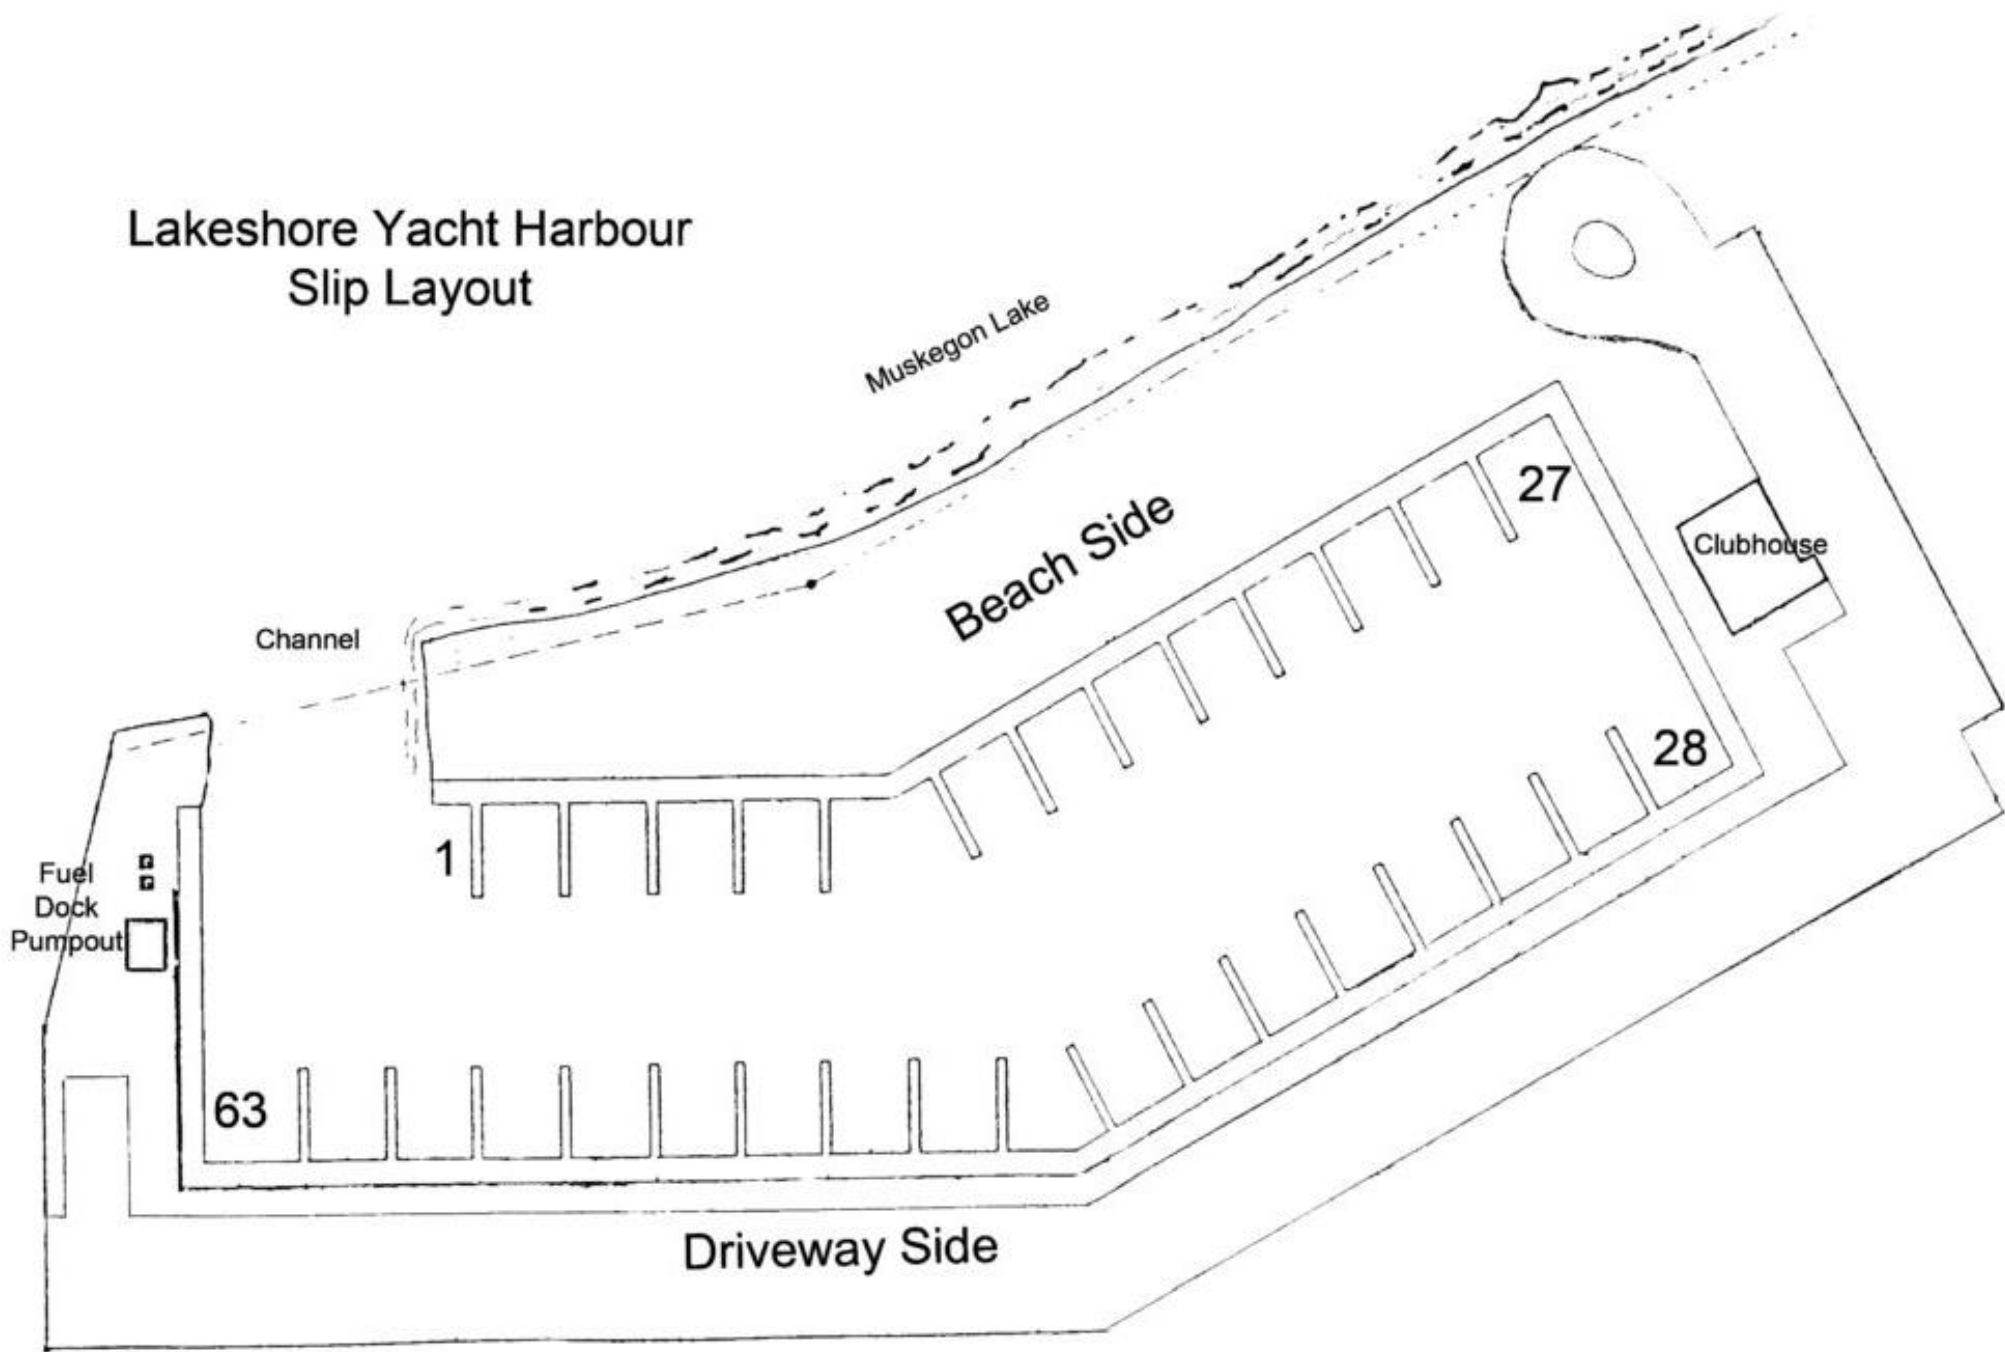 Lakeshore Yacht Harbour
Slip Layout
Muskegon Lake
Beach Side
27
Clubhouse
Channel
28
1
Fuel
Dock
Pumpout
63
Driveway Side